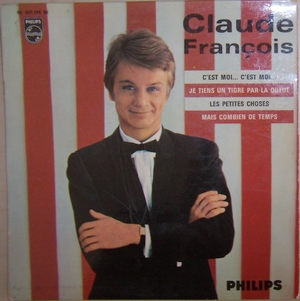 PHILIPS
Claude
François
C'EST MOI... C'EST MOI...
JE TIENS UN TIGRE PAR LA QUEUE
LES PETITES CHOSES
MAIS COMBIEN DE TEMPS
PHILIPS